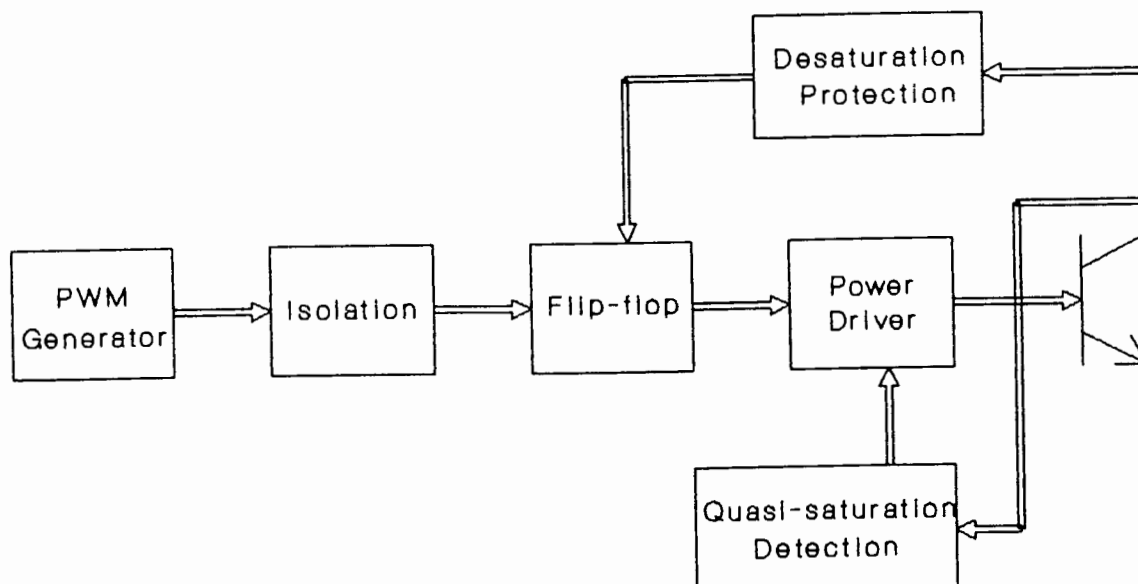 Desaturation
Protection
PWM
Generator
Isolation
Flip-flop
Power
Driver
Quasi-saturation
Detection